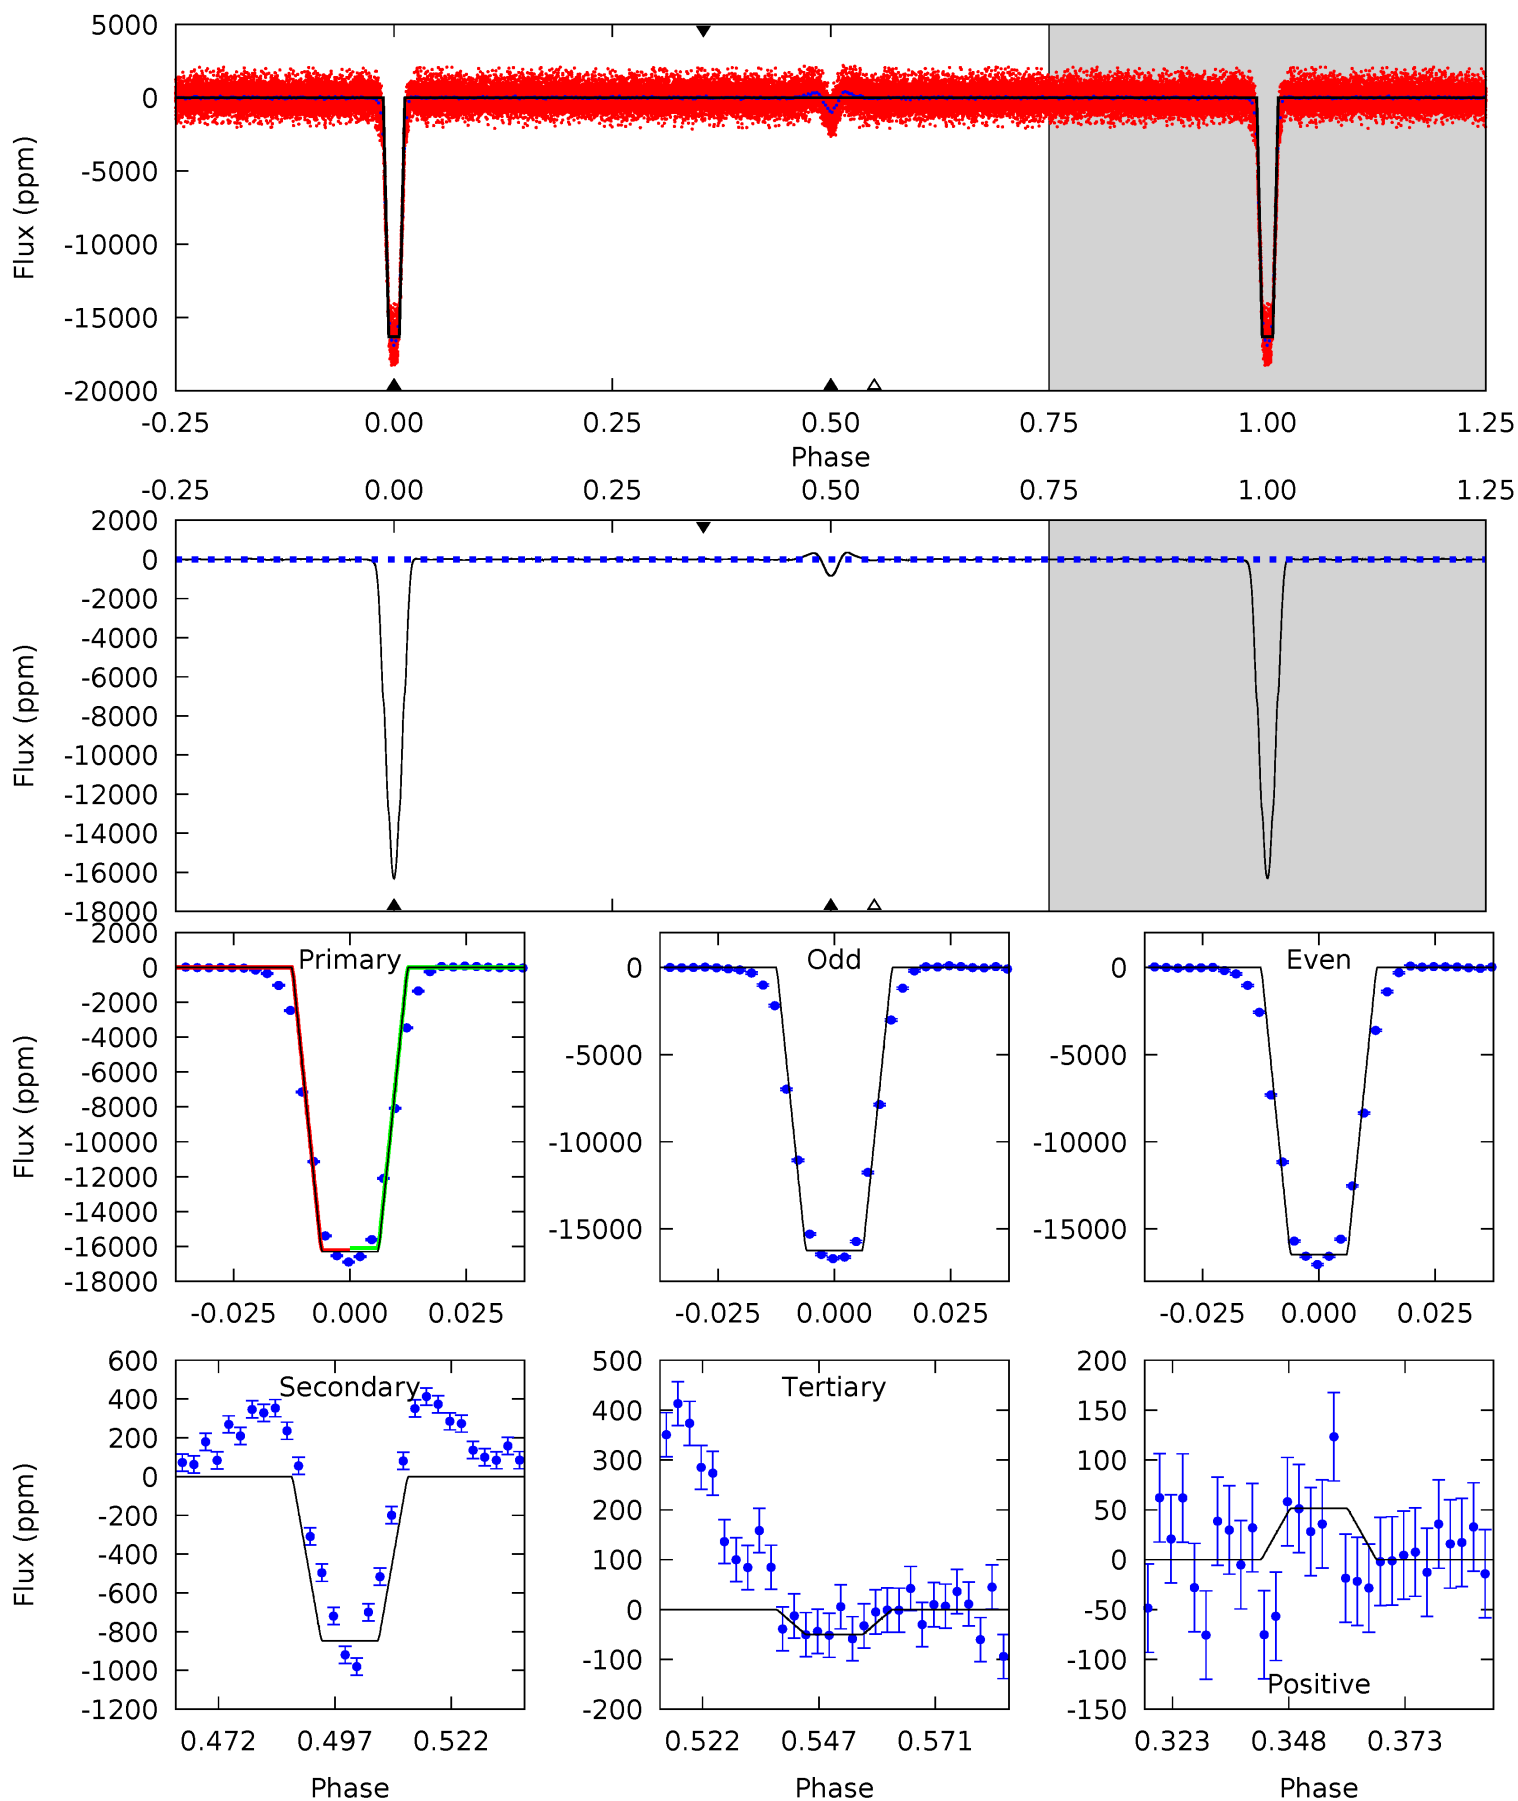 5000
0
-5000
-10000
-15000
-20000
Flux (ppm)
-0.25 0.00 0.25 0.50 0.75 1.00 1.25
Phase
-0.25 0.00 0.25 0.50 0.75 1.00 1.25
2000
0
-2000
-4000
-6000
-8000
-10000
-12000
-14000
-16000
-18000
Flux (ppm)
Primary
2000
0
-2000
-4000
-6000
-8000
-10000
-12000
-14000
-16000
-18000
Flux (ppm)
-0.025 0.000 0.025
Odd
0
-5000
-10000
-15000
-0.025 0.000 0.025
Even
0
-5000
-10000
-15000
-0.025 0.000 0.025
Secondary
600
400
200
0
-200
-400
-600
-800
-1000
-1200
Flux (ppm)
0.472 0.497 0.522
Phase
Tertiary
500
400
300
200
100
0
-100
-200
0.522 0.547 0.571
Phase
200
150
100
50
0
-50
-100
-150
Positive
0.323 0.348 0.373
Phase